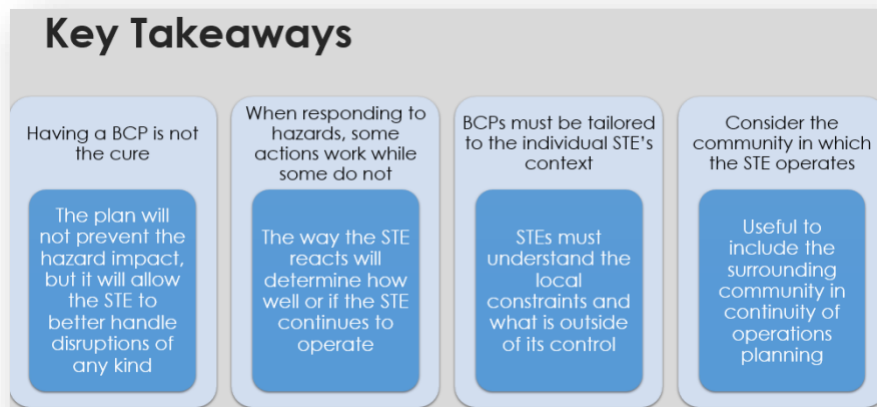 Key Takeaways
Having a BCP is not
the cure
The plan will
not prevent the
hazard impact,
but it will allow
the STE to
better handle
disruptions of
any kind
When responding to
hazards, some
actions work while
some do not
The way the STE
reacts will
determine how
well or if the STE
continues to
operate
BCPs must be tailored
to the individual STE's
context
STEs must
understand the
local
constraints and
what is outside
of its control
Consider the
community in which
the STE operates
Useful to
include the
surrounding
community in
continuity of
operations
planning